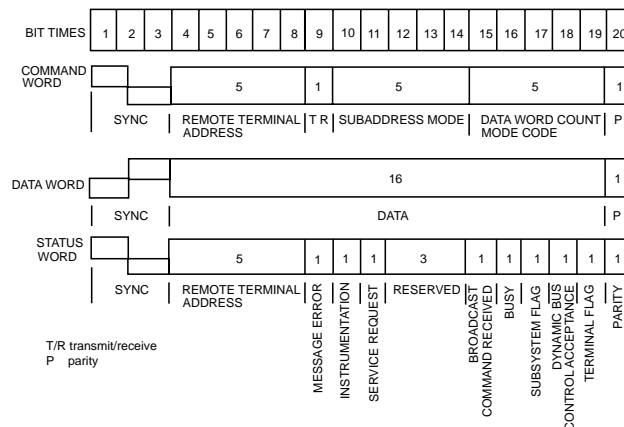 BIT TIMES 1 2 3 4 5 6 7 8 9 10 11 12 13 14 15 16 17 18 19 20
COMMAND
WORD
5 1 5 5 1
SYNC REMOTE TERMINAL
ADDRESS
T R SUBADDRESS MODE DATA WORD COUNT
MODE CODE
P
DATA WORD 16 1
SYNC DATA P
STATUS
WORD
5 1 1 1 3 1 1 1 1 1 1
SYNC REMOTE TERMINAL
ADDRESS
MESSAGE ERROR
INSTRUMENTATION
SERVICE REQUEST
RESERVED
BROADCAST
COMMAND RECEIVED
BUSY
SUBSYSTEM FLAG
DYNAMIC BUS
CONTROL ACCEPTANCE
TERMINAL FLAG
PARITY
T/R transmit/receive
P parity